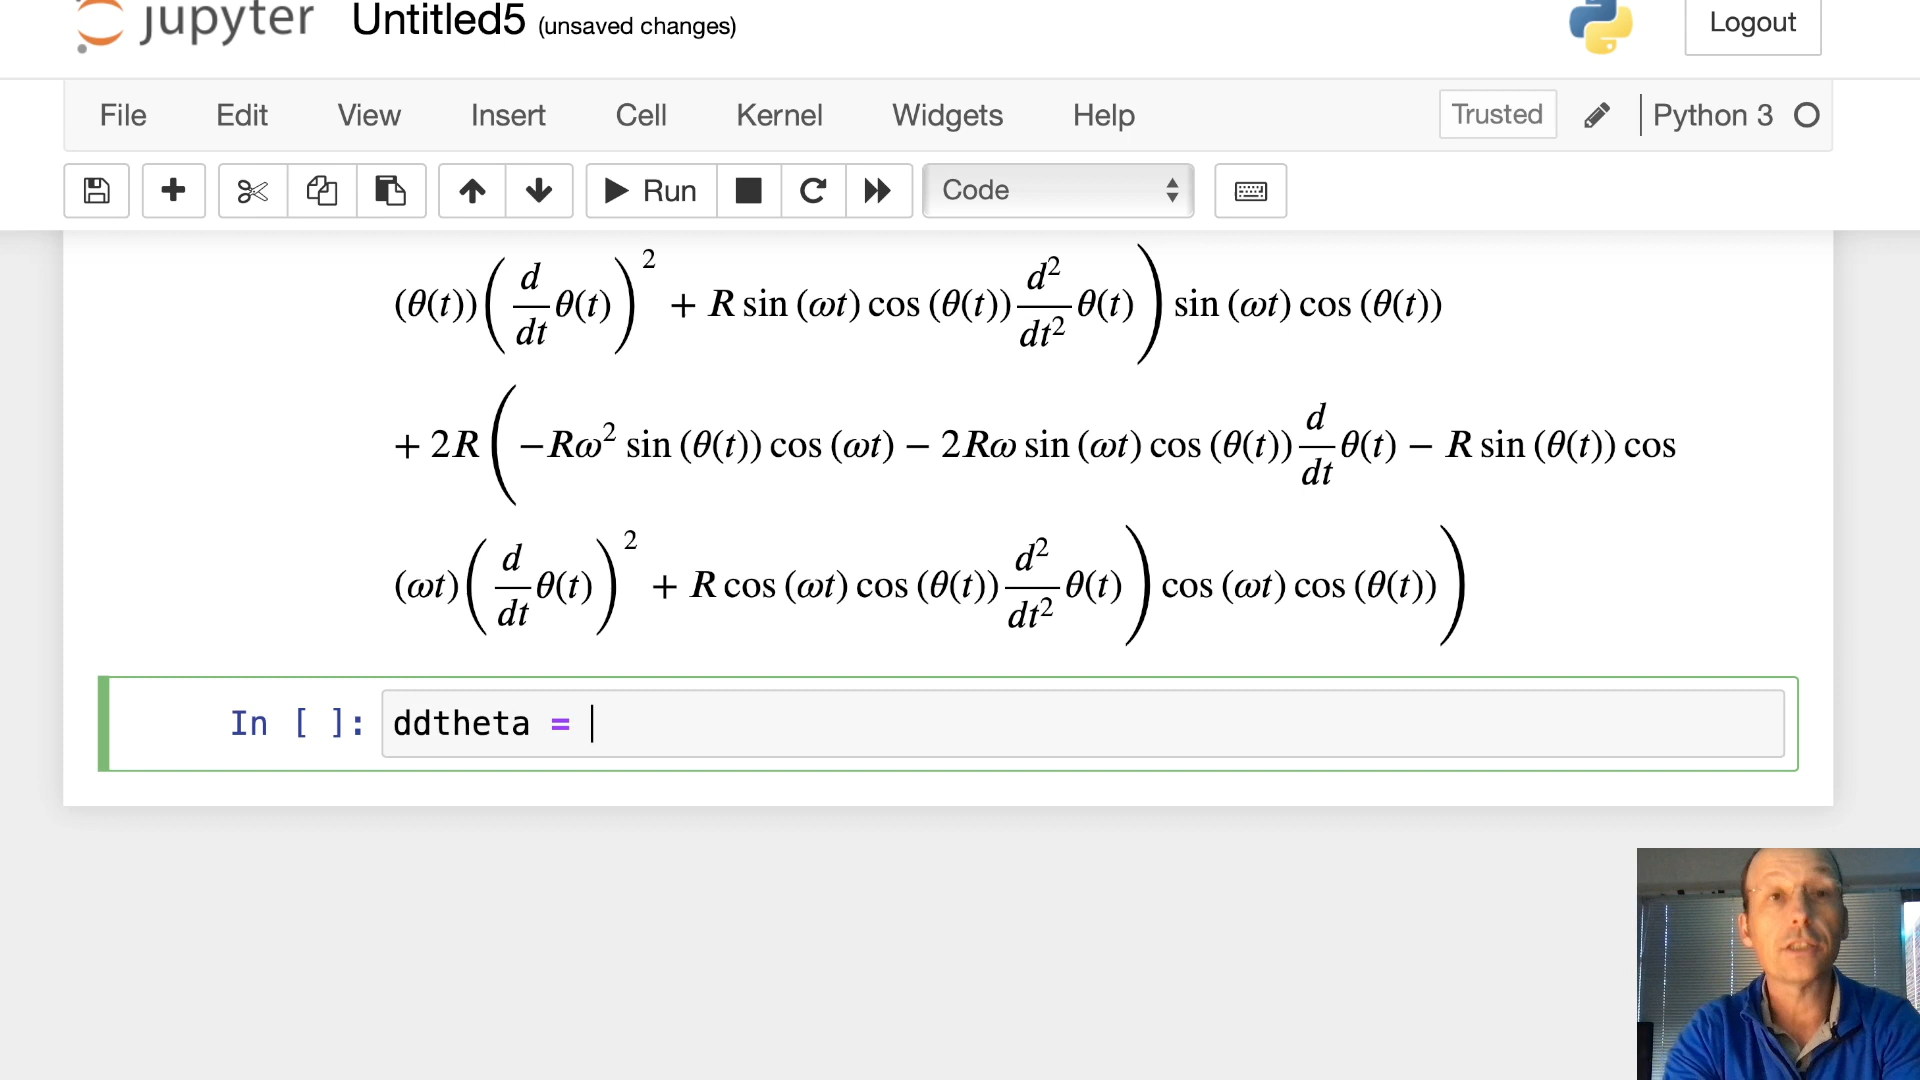 jupyter Untitled5 (unsaved changes) Logout
File Edit View Insert Cell Kernel Widgets Help Trusted Python 3
Run Code
(θ(t)) (d/dt θ(t))² + R sin (ωt) cos (θ(t)) d²/dt² θ(t)) sin (ωt) cos (θ(t))
+ 2R (−Rω² sin (θ(t)) cos (ωt) − 2Rω sin (ωt) cos (θ(t)) d/dt θ(t) − R sin (θ(t)) cos
(ωt) (d/dt θ(t))² + R cos (ωt) cos (θ(t)) d²/dt² θ(t)) cos (ωt) cos (θ(t)))
In [ ]: ddtheta =